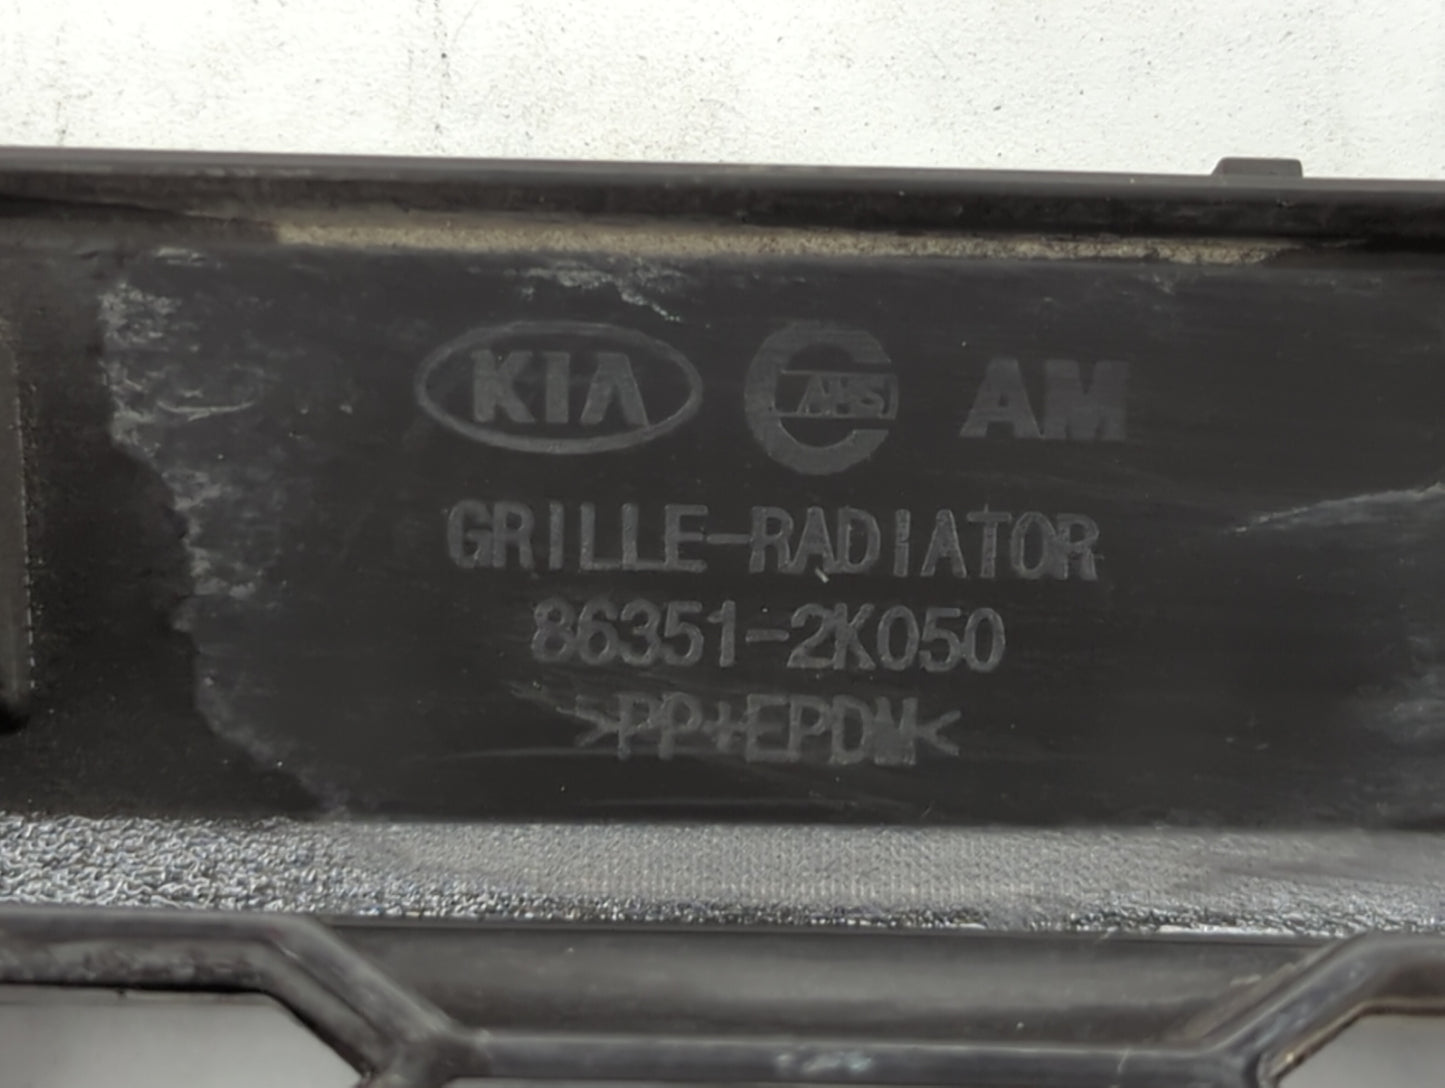 KIA AM
GRILLE-RADIATOR
86351-2K050
>PP+EPDM<